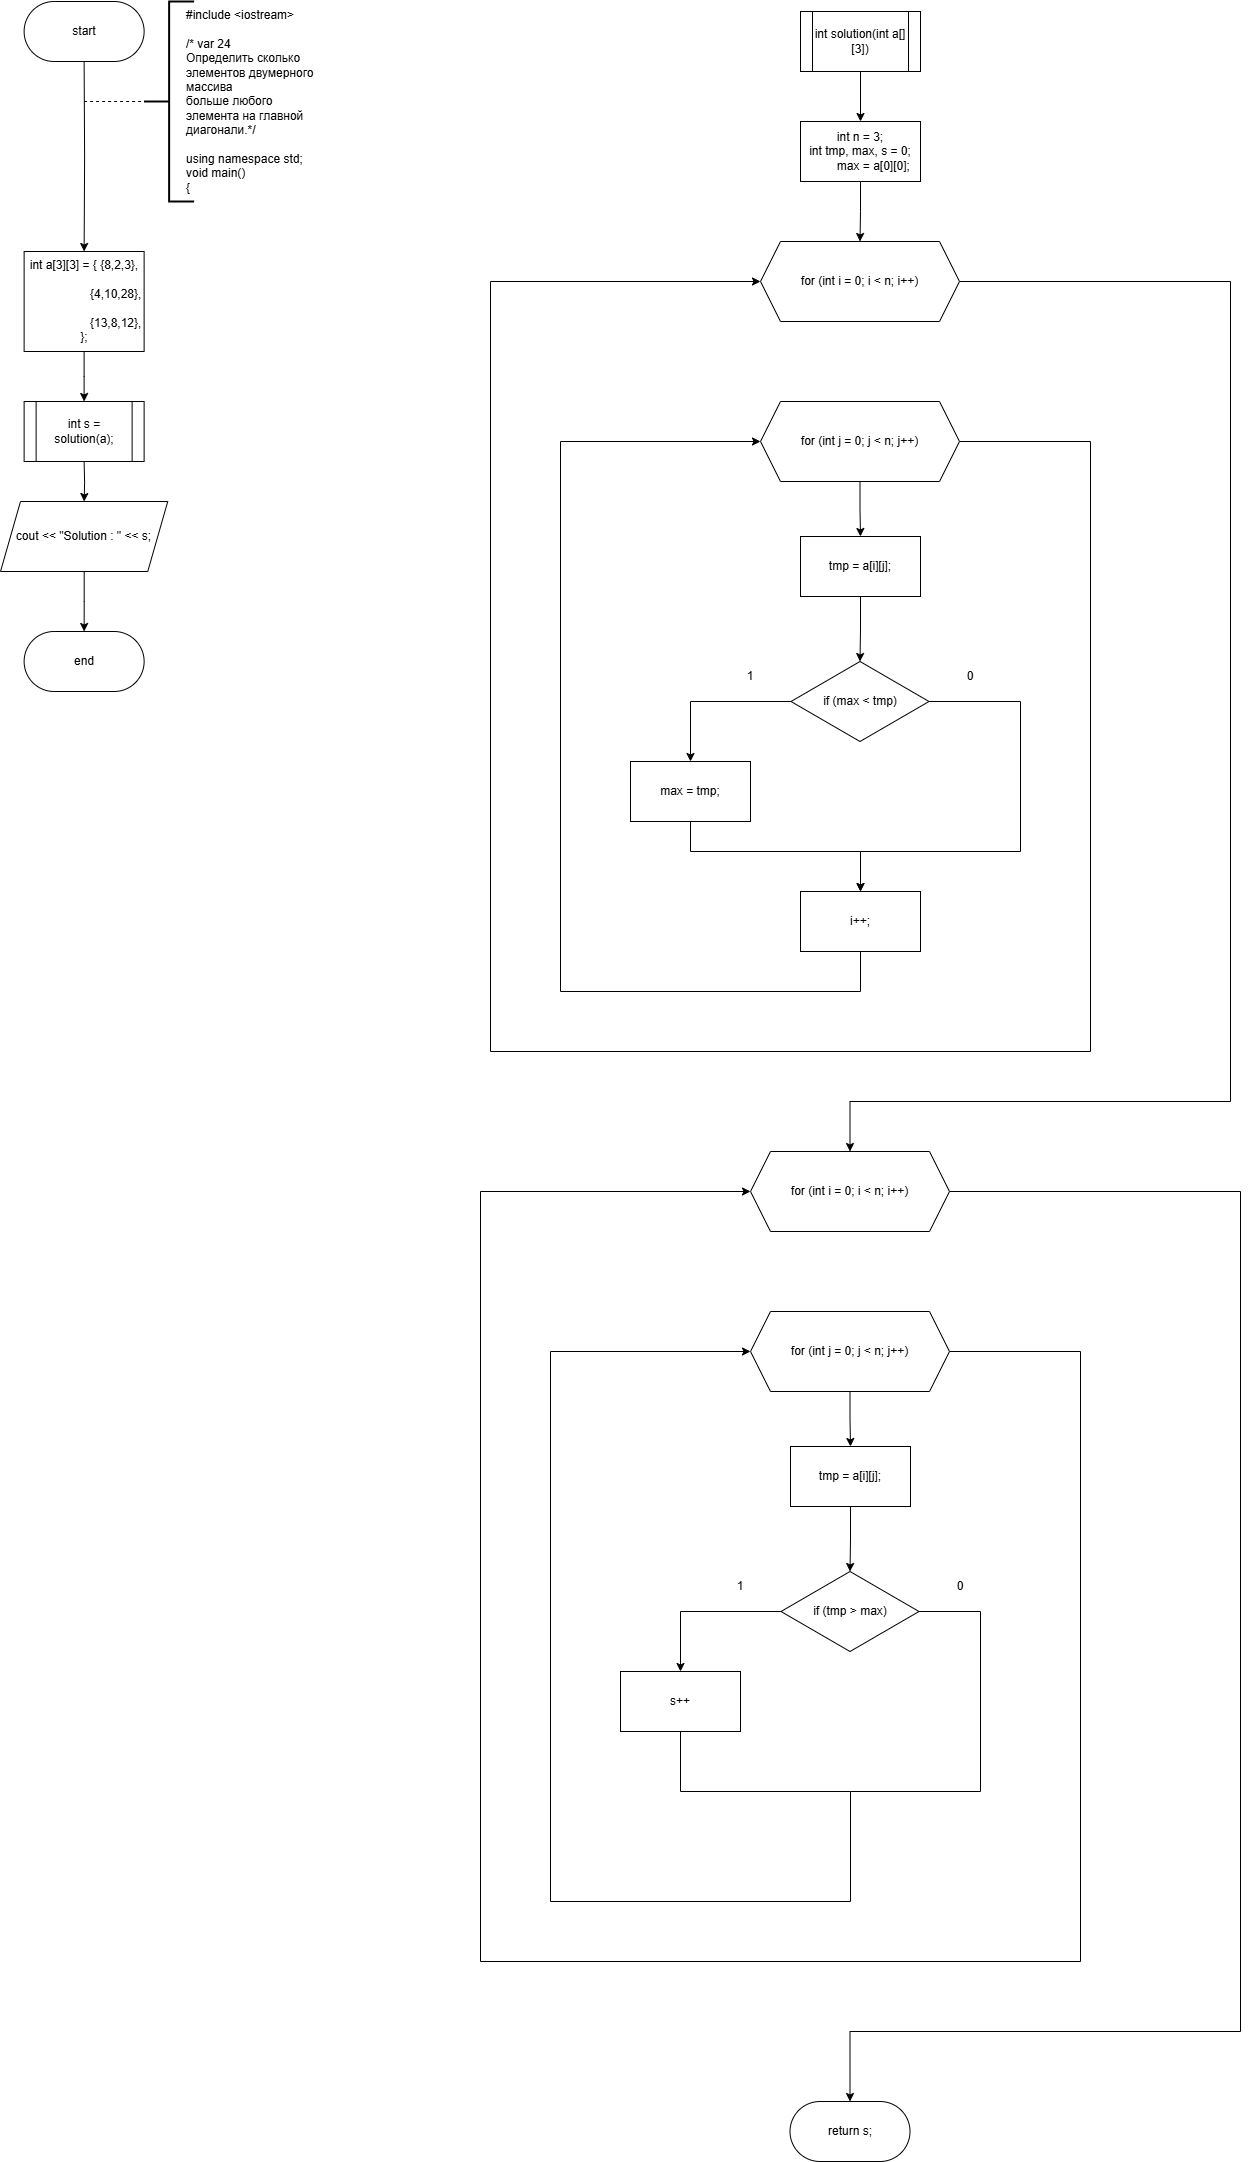 start
#include <iostream>
/* var 24
Определить сколько
элементов двумерного
массива
больше любого
элемента на главной
диагонали.*/
using namespace std;
void main()
{
int a[3][3] = { {8,2,3},
{4,10,28},
{13,8,12},
};
int s =
solution(a);
cout << "Solution : " << s;
end
int solution(int a[]
[3])
int n = 3;
int tmp, max, s = 0;
max = a[0][0];
for (int i = 0; i < n; i++)
for (int j = 0; j < n; j++)
tmp = a[i][j];
1
0
if (max < tmp)
max = tmp;
i++;
for (int i = 0; i < n; i++)
for (int j = 0; j < n; j++)
tmp = a[i][j];
1
0
if (tmp > max)
s++
return s;